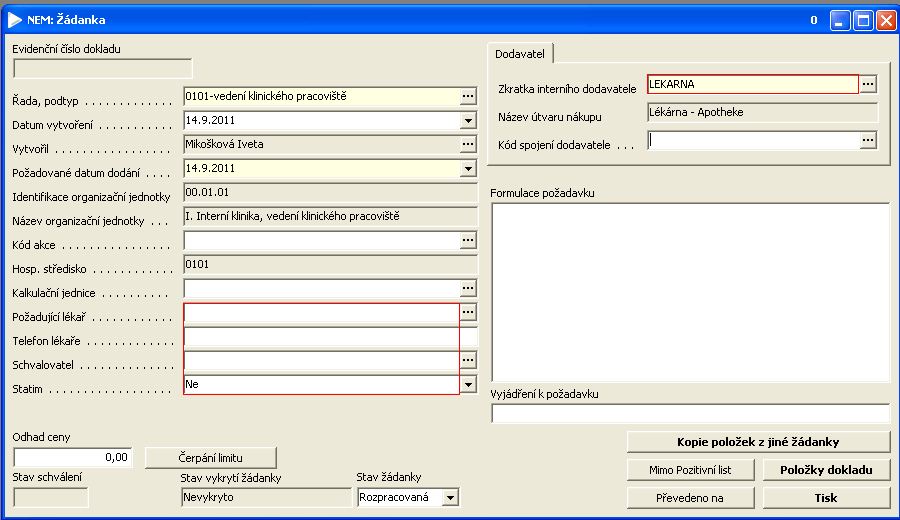 NEM: Žádanka
0
Evidenční číslo dokladu
Řada, podtyp . . . . . . . . . . . . 0101-vedení klinického pracoviště ...
Datum vytvoření . . . . . . . . . . 14.9.2011
Vytvořil . . . . . . . . . . . . . . . . Mikošková Iveta ...
Požadované datum dodání . . . . 14.9.2011
Identifikace organizační jednotky 00.01.01
Název organizační jednotky . . . I. Interní klinika, vedení klinického pracoviště
Kód akce . . . . . . . . . . . . . . . ...
Hosp. středisko . . . . . . . . . . . 0101
Kalkulační jednice . . . . . . . . . . ...
Požadující lékař . . . . . . . . . . . ...
Telefon lékaře . . . . . . . . . . . .
Schvalovatel . . . . . . . . . . . . . ...
Statim . . . . . . . . . . . . . . . . . Ne
Odhad ceny
0,00 Čerpání limitu
Stav schválení Stav vykrytí žádanky Stav žádanky
Nevykryto Rozpracovaná
Dodavatel
Zkratka interního dodavatele LEKARNA ...
Název útvaru nákupu Lékárna - Apotheke
Kód spojení dodavatele . . . ...
Formulace požadavku
Vyjádření k požadavku
Kopie položek z jiné žádanky
Mimo Pozitivní list Položky dokladu
Převedeno na Tisk